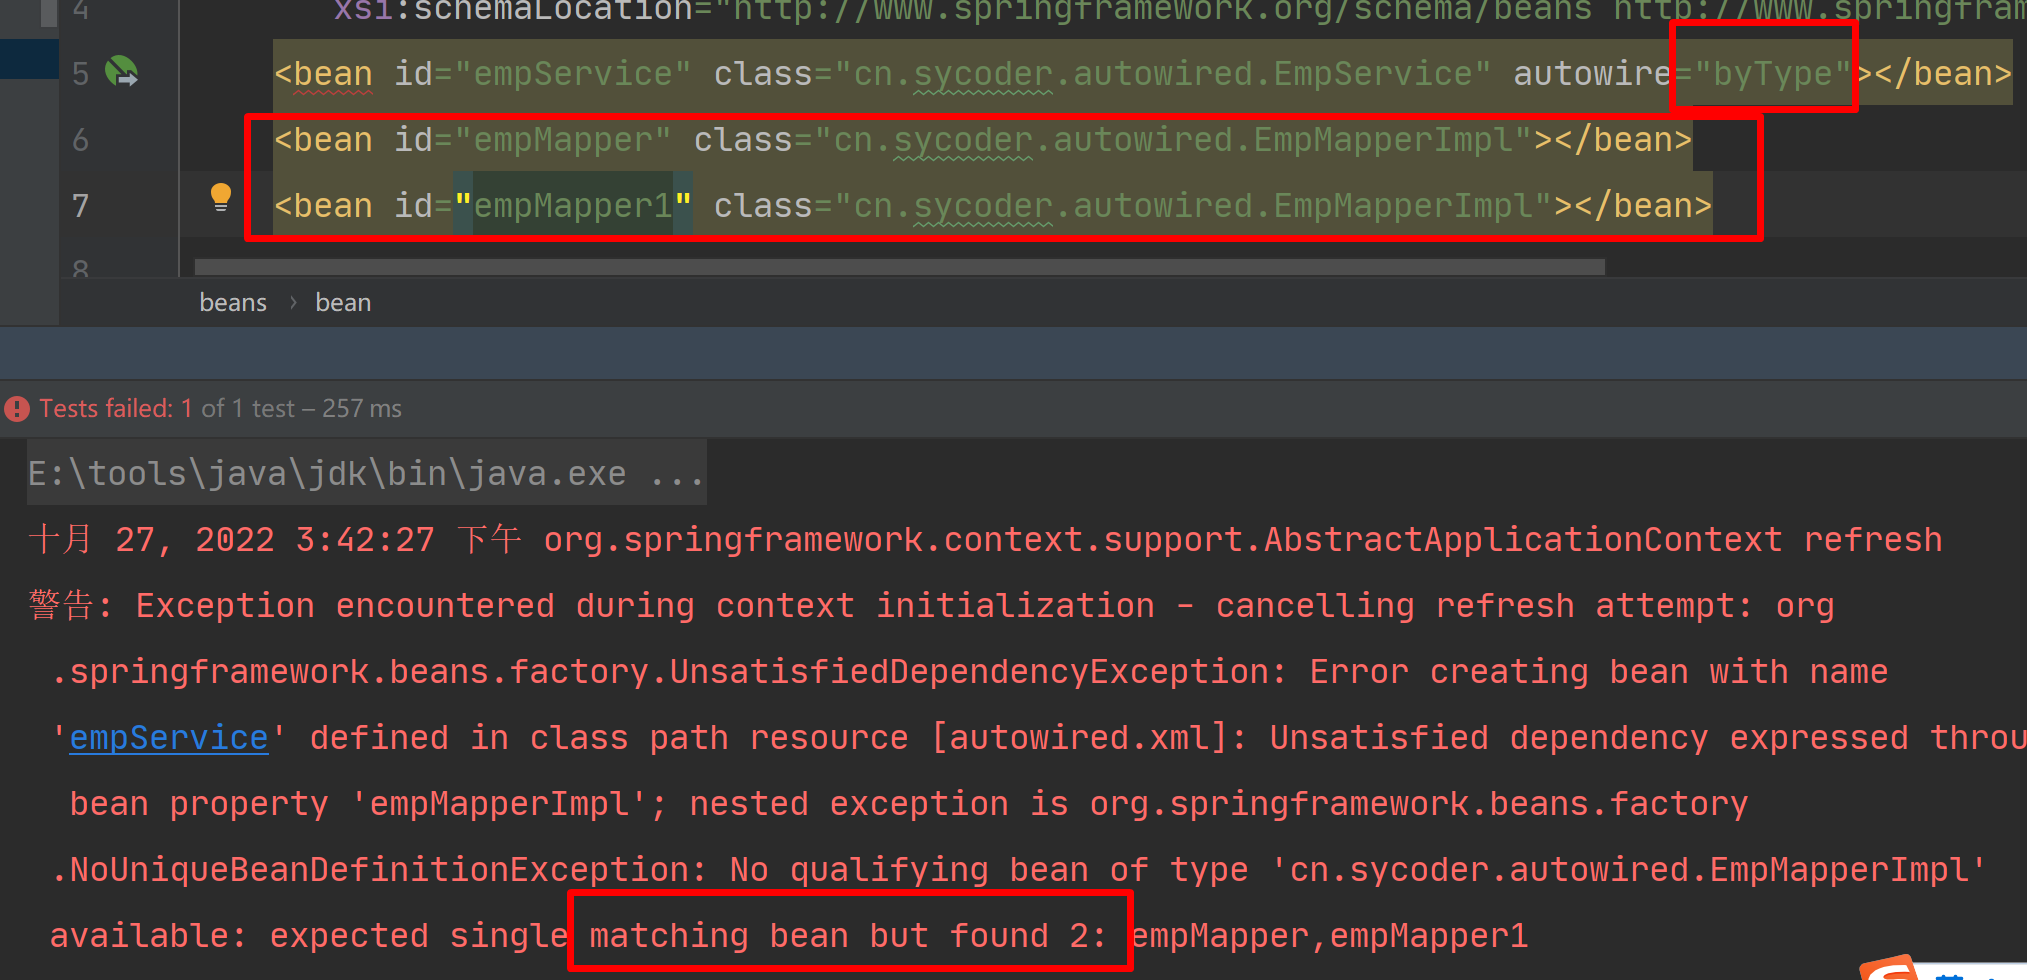 4 xsi:schemaLocation="http://www.springframework.org/schema/beans http://www.springfram
5 <bean id="empService" class="cn.sycoder.autowired.EmpService" autowire="byType"></bean>
6 <bean id="empMapper" class="cn.sycoder.autowired.EmpMapperImpl"></bean>
7 <bean id="empMapper1" class="cn.sycoder.autowired.EmpMapperImpl"></bean>
8
beans › bean
Tests failed: 1 of 1 test – 257 ms
E:\tools\java\jdk\bin\java.exe ...
十月 27, 2022 3:42:27 下午 org.springframework.context.support.AbstractApplicationContext refresh
警告: Exception encountered during context initialization - cancelling refresh attempt: org
.springframework.beans.factory.UnsatisfiedDependencyException: Error creating bean with name
'empService' defined in class path resource [autowired.xml]: Unsatisfied dependency expressed throu
bean property 'empMapperImpl'; nested exception is org.springframework.beans.factory
.NoUniqueBeanDefinitionException: No qualifying bean of type 'cn.sycoder.autowired.EmpMapperImpl'
available: expected single matching bean but found 2: empMapper,empMapper1